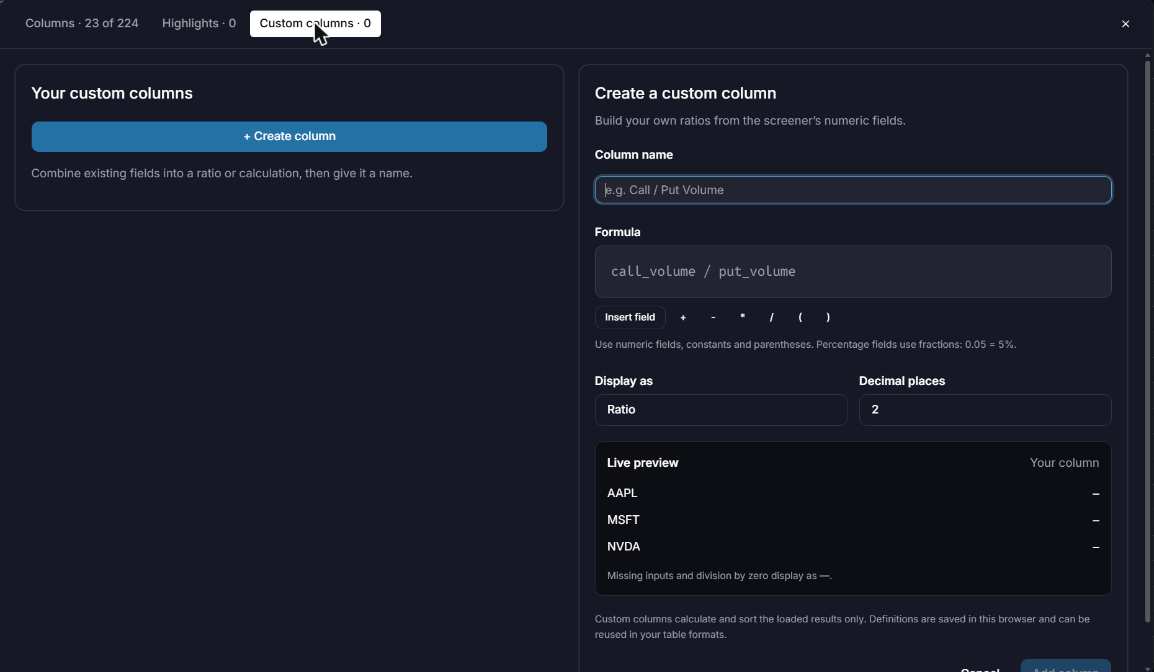 Columns · 23 of 224 Highlights · 0 Custom columns · 0 ×
Your custom columns
+ Create column
Combine existing fields into a ratio or calculation, then give it a name.
Create a custom column
Build your own ratios from the screener’s numeric fields.
Column name
e.g. Call / Put Volume
Formula
call_volume / put_volume
Insert field + - * / ( )
Use numeric fields, constants and parentheses. Percentage fields use fractions: 0.05 = 5%.
Display as Decimal places
Ratio 2
Live preview Your column
AAPL –
MSFT –
NVDA –
Missing inputs and division by zero display as —.
Custom columns calculate and sort the loaded results only. Definitions are saved in this browser and can be
reused in your table formats.
Cancel Add column